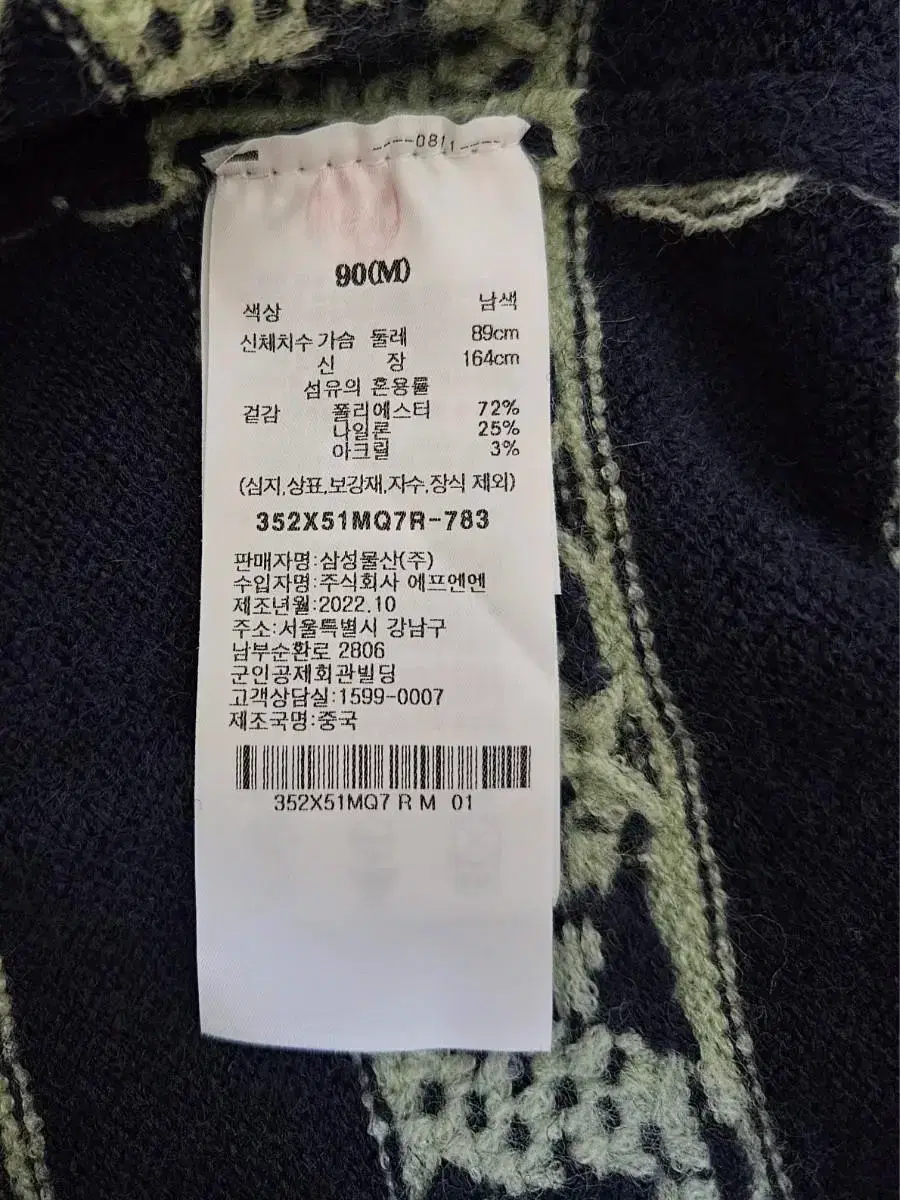 ----0811----
90(M)
색상 남색
신체치수 가슴 둘레 89cm
신 장 164cm
섬유의 혼용률
겉감 폴리에스터 72%
나일론 25%
아크릴 3%
(심지,상표,보강재,자수,장식 제외)
352X51MQ7R-783
판매자명:삼성물산(주)
수입자명:주식회사 에프엔엔
제조년월:2022.10
주소:서울특별시 강남구
남부순환로 2806
군인공제회관빌딩
고객상담실:1599-0007
제조국명:중국
352X51MQ7 R M 01